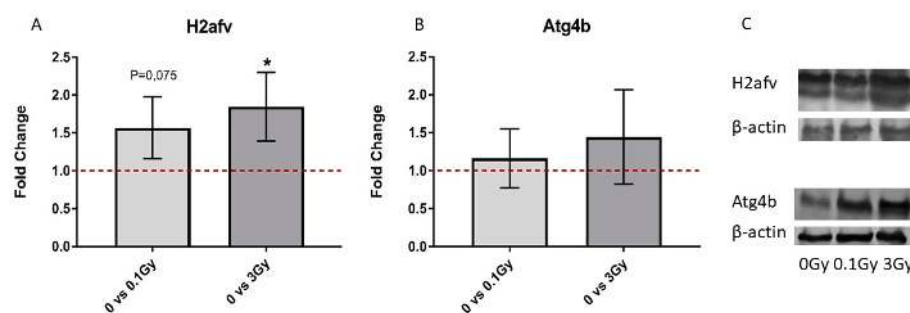 A
H2afv
Fold Change
2.5
2.0
1.5
1.0
0.5
0.0
P=0,075
*
0 vs 0.1Gy
0 vs 3Gy
B
Atg4b
Fold Change
2.5
2.0
1.5
1.0
0.5
0.0
0 vs 0.1Gy
0 vs 3Gy
C
H2afv
β-actin
Atg4b
β-actin
0Gy 0.1Gy 3Gy